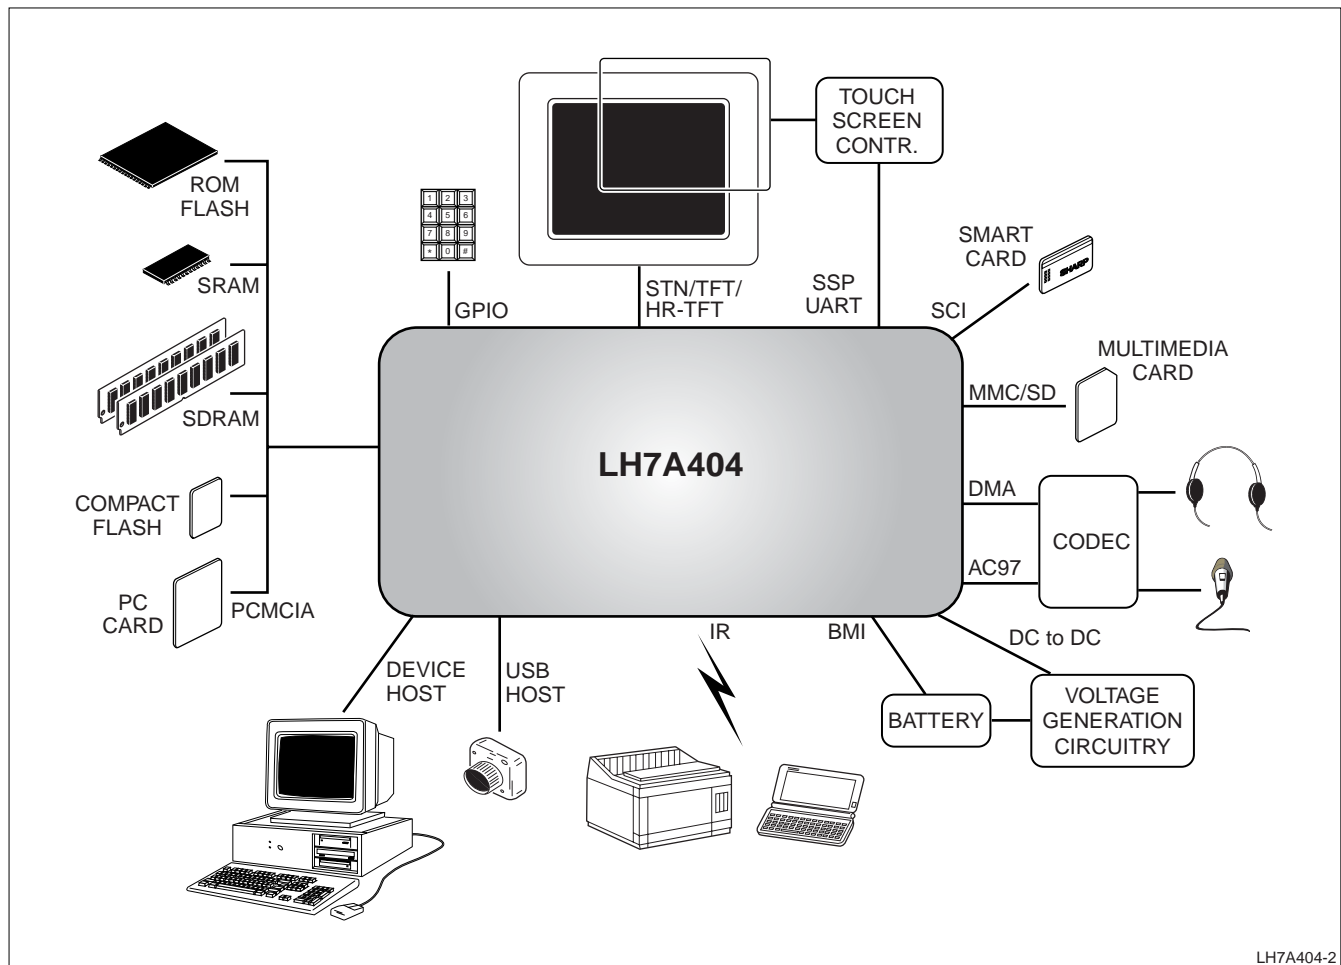 TOUCH
SCREEN
CONTR.
ROM
FLASH
1 2 3
4 5 6
7 8 9
* 0 #
SMART
CARD
SHARP
SRAM
GPIO
STN/TFT/
HR-TFT
SSP
UART
SCI
MULTIMEDIA
CARD
MMC/SD
SDRAM
LH7A404
COMPACT
FLASH
DMA
CODEC
AC97
PC
CARD
PCMCIA
IR
BMI
DC to DC
DEVICE
HOST
USB
HOST
BATTERY
VOLTAGE
GENERATION
CIRCUITRY
LH7A404-2